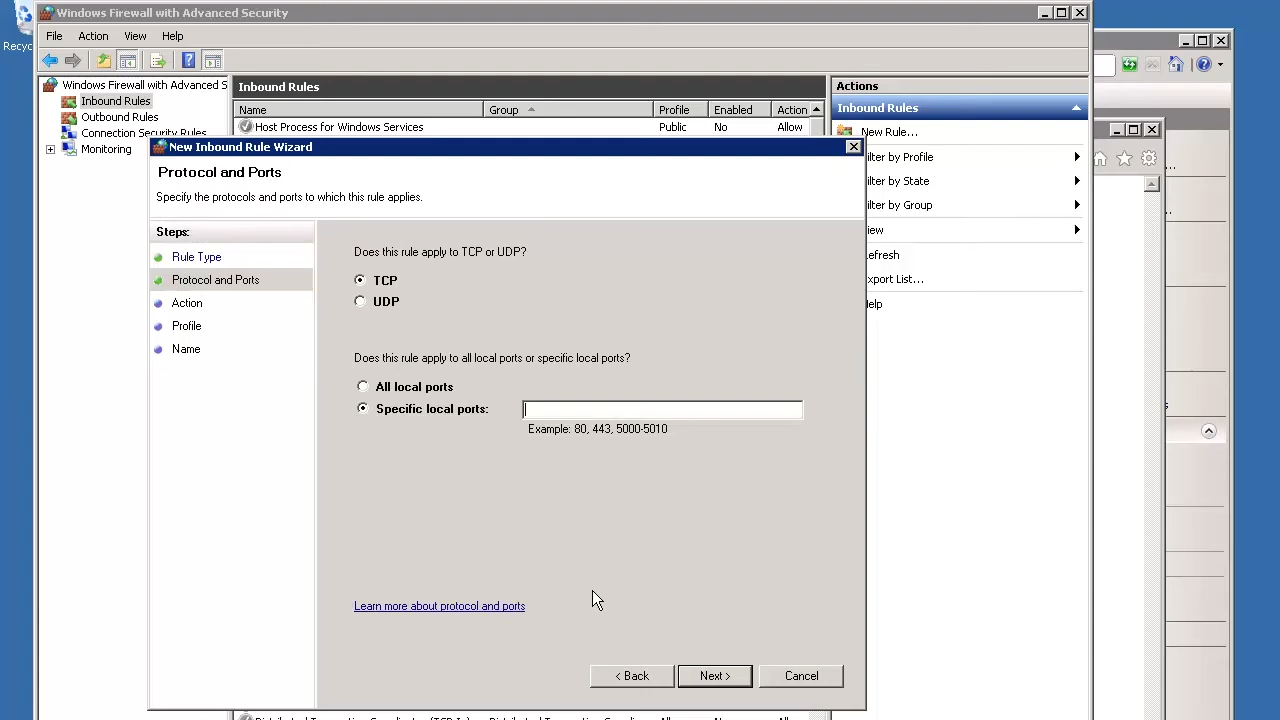 Recyc
Windows Firewall with Advanced Security
File Action View Help
Windows Firewall with Advanced S
Inbound Rules
Outbound Rules
Connection Security Rules
Monitoring
Inbound Rules
Name Group Profile Enabled Action
Host Process for Windows Services Public No Allow
Actions
Inbound Rules
New Rule...
ilter by Profile
ilter by State
ilter by Group
iew
efresh
xport List...
elp
New Inbound Rule Wizard
Protocol and Ports
Specify the protocols and ports to which this rule applies.
Steps:
Rule Type
Protocol and Ports
Action
Profile
Name
Does this rule apply to TCP or UDP?
TCP
UDP
Does this rule apply to all local ports or specific local ports?
All local ports
Specific local ports:
Example: 80, 443, 5000-5010
Learn more about protocol and ports
< Back Next > Cancel